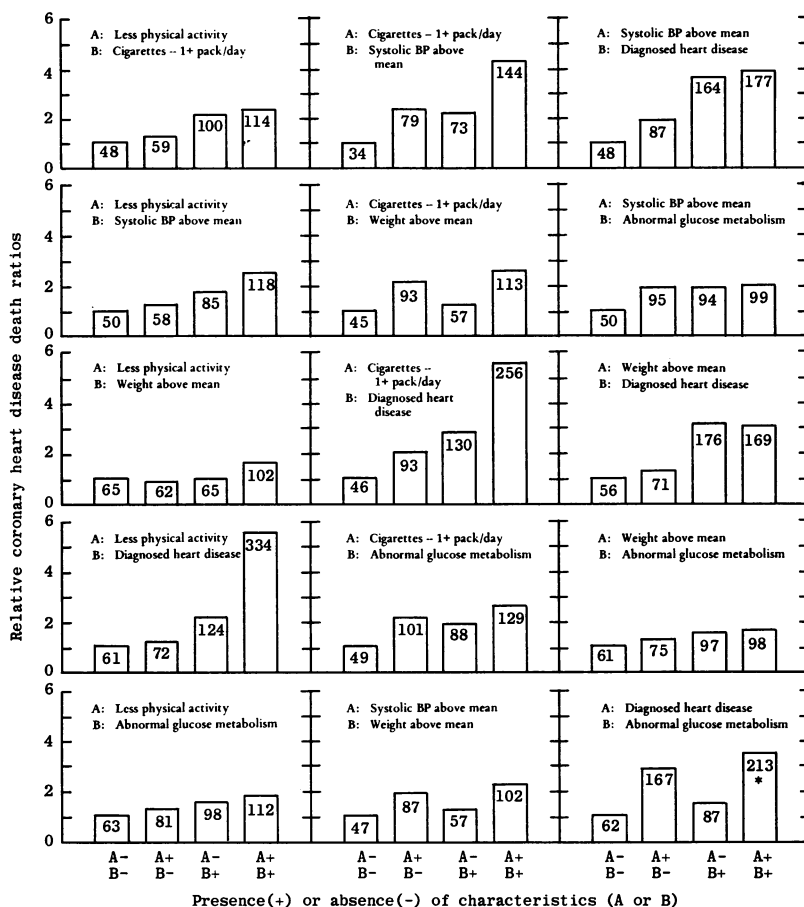 Relative coronary heart disease death ratios
A: Less physical activity
B: Cigarettes -- 1+ pack/day
6
4
2
0
48
59
100
114
A: Cigarettes -- 1+ pack/day
B: Systolic BP above
mean
34
79
73
144
A: Systolic BP above mean
B: Diagnosed heart disease
48
87
164
177
A: Less physical activity
B: Systolic BP above mean
6
4
2
0
50
58
85
118
A: Cigarettes -- 1+ pack/day
B: Weight above mean
45
93
57
113
A: Systolic BP above mean
B: Abnormal glucose metabolism
50
95
94
99
A: Less physical activity
B: Weight above mean
6
4
2
0
65
62
65
102
A: Cigarettes --
1+ pack/day
B: Diagnosed heart
disease
46
93
130
256
A: Weight above mean
B: Diagnosed heart disease
56
71
176
169
A: Less physical activity
B: Diagnosed heart disease
6
4
2
0
61
72
124
334
A: Cigarettes -- 1+ pack/day
B: Abnormal glucose metabolism
49
101
88
129
A: Weight above mean
B: Abnormal glucose metabolism
61
75
97
98
A: Less physical activity
B: Abnormal glucose metabolism
6
4
2
0
63
81
98
112
A: Systolic BP above mean
B: Weight above mean
47
87
57
102
A: Diagnosed heart disease
B: Abnormal glucose metabolism
62
167
87
213
*
A- A+ A- A+ A- A+ A- A+ A- A+ A- A+
B- B- B+ B+ B- B- B+ B+ B- B- B+ B+
Presence(+) or absence(-) of characteristics (A or B)